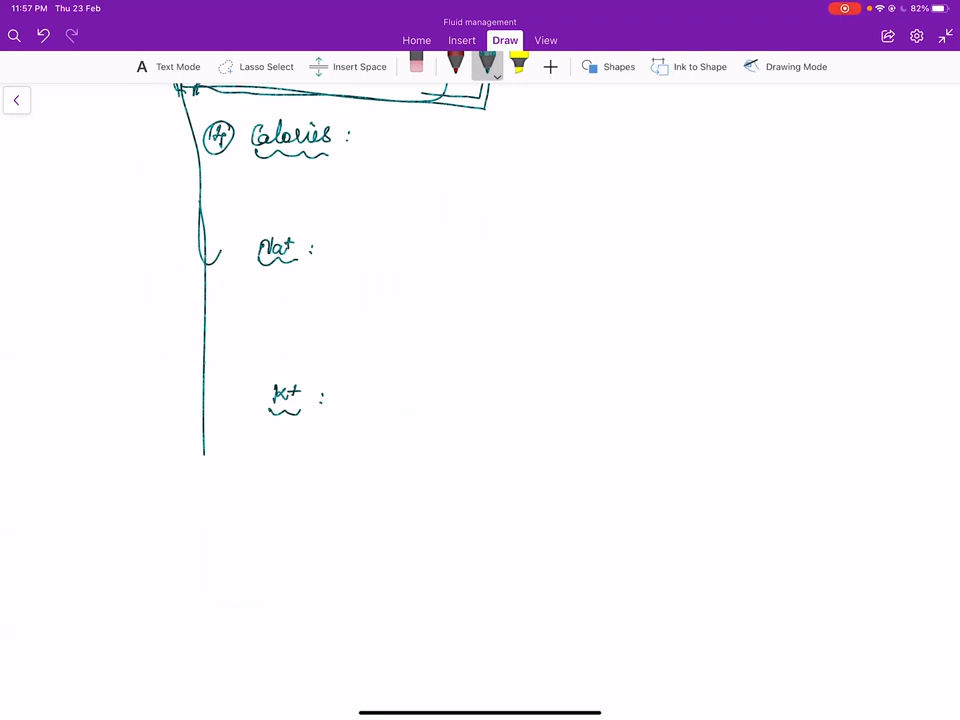 11:57 PM Thu 23 Feb 82%
Fluid management
Home Insert Draw View
A Text Mode Lasso Select Insert Space Shapes Ink to Shape Drawing Mode
Calories :
Na+ :
K+ :